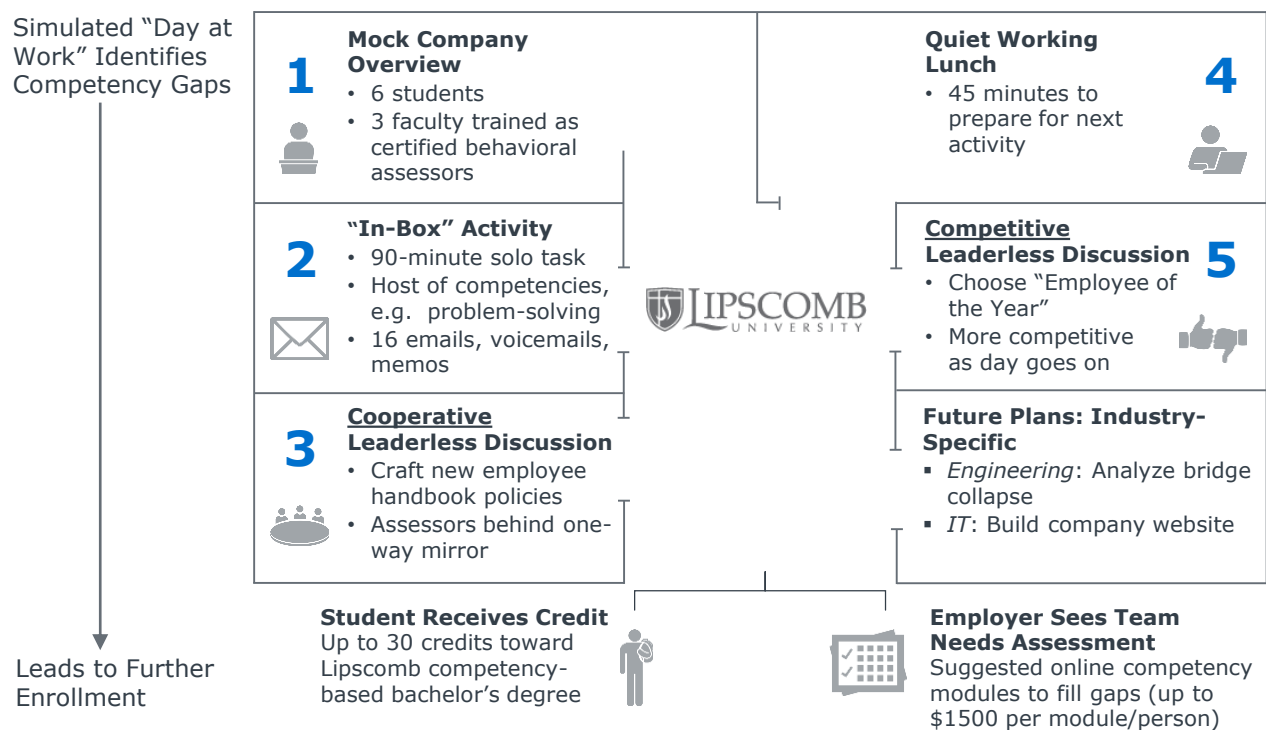 Simulated “Day at
Work” Identifies
Competency Gaps
Leads to Further
Enrollment
1
Mock Company
Overview
• 6 students
• 3 faculty trained as
certified behavioral
assessors
2
“In-Box” Activity
• 90-minute solo task
• Host of competencies,
e.g. problem-solving
• 16 emails, voicemails,
memos
3
Cooperative
Leaderless Discussion
• Craft new employee
handbook policies
• Assessors behind one-
way mirror
LIPSCOMB
UNIVERSITY
4
Quiet Working
Lunch
• 45 minutes to
prepare for next
activity
5
Competitive
Leaderless Discussion
• Choose “Employee of
the Year”
• More competitive
as day goes on
Future Plans: Industry-
Specific
▪ Engineering: Analyze bridge
collapse
▪ IT: Build company website
Student Receives Credit
Up to 30 credits toward
Lipscomb competency-
based bachelor’s degree
Employer Sees Team
Needs Assessment
Suggested online competency
modules to fill gaps (up to
$1500 per module/person)